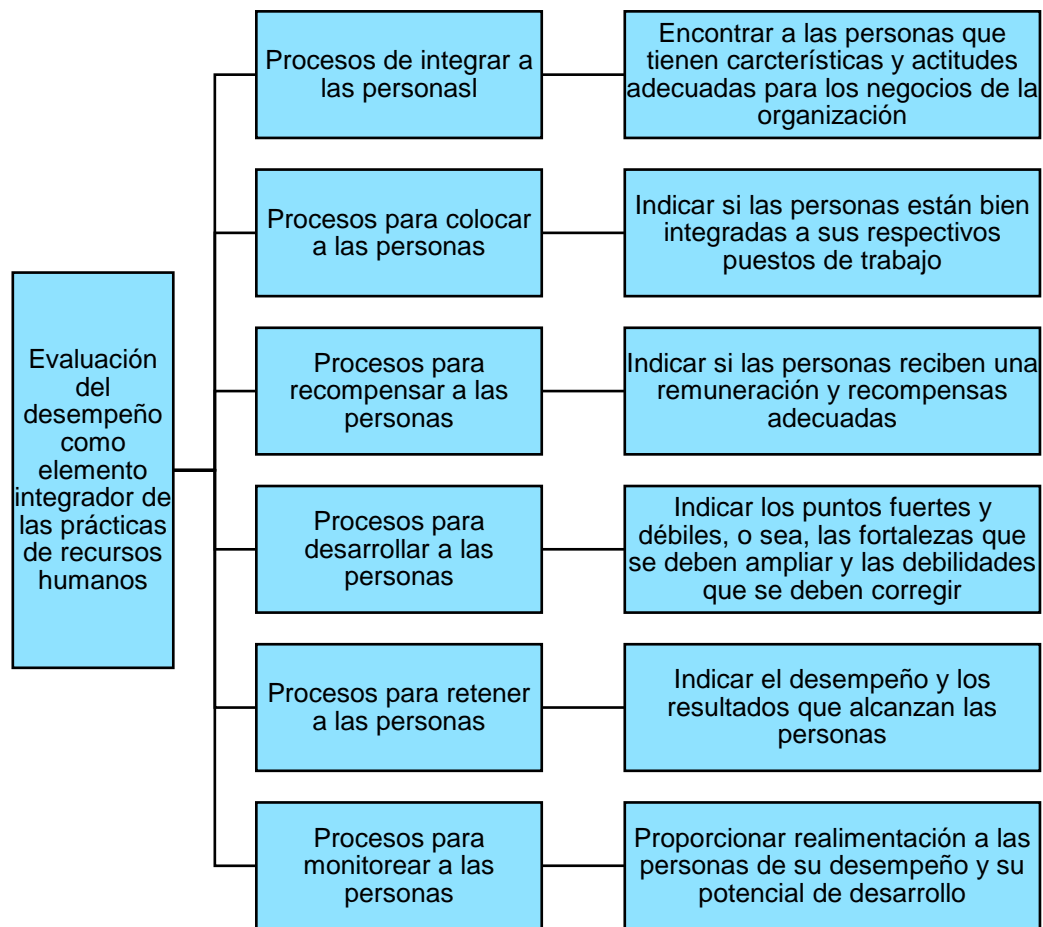 Evaluación
del
desempeño
como
elemento
integrador de
las prácticas
de recursos
humanos
Procesos de integrar a
las personasl
Encontrar a las personas que
tienen carcterísticas y actitudes
adecuadas para los negocios de la
organización
Procesos para colocar
a las personas
Indicar si las personas están bien
integradas a sus respectivos
puestos de trabajo
Procesos para
recompensar a las
personas
Indicar si las personas reciben una
remuneración y recompensas
adecuadas
Procesos para
desarrollar a las
personas
Indicar los puntos fuertes y
débiles, o sea, las fortalezas que
se deben ampliar y las debilidades
que se deben corregir
Procesos para retener
a las personas
Indicar el desempeño y los
resultados que alcanzan las
personas
Procesos para
monitorear a las
personas
Proporcionar realimentación a las
personas de su desempeño y su
potencial de desarrollo